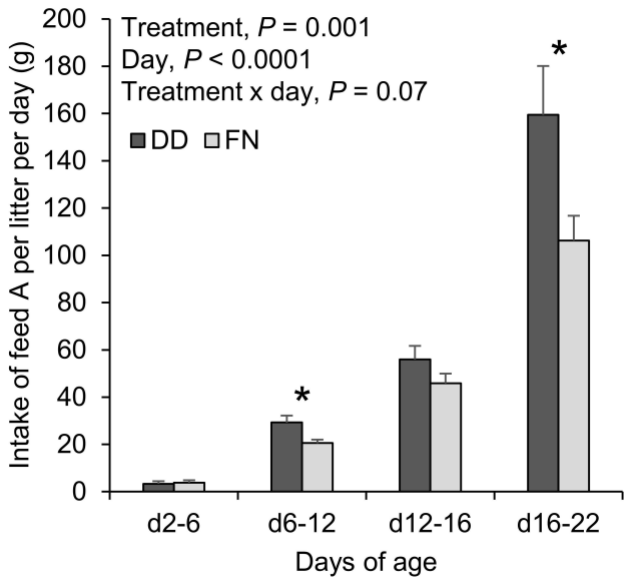 Intake of feed A per litter per day (g)
200
180
160
140
120
100
80
60
40
20
0
Treatment, P = 0.001
Day, P < 0.0001
Treatment x day, P = 0.07
DD FN
*
*
d2-6 d6-12 d12-16 d16-22
Days of age